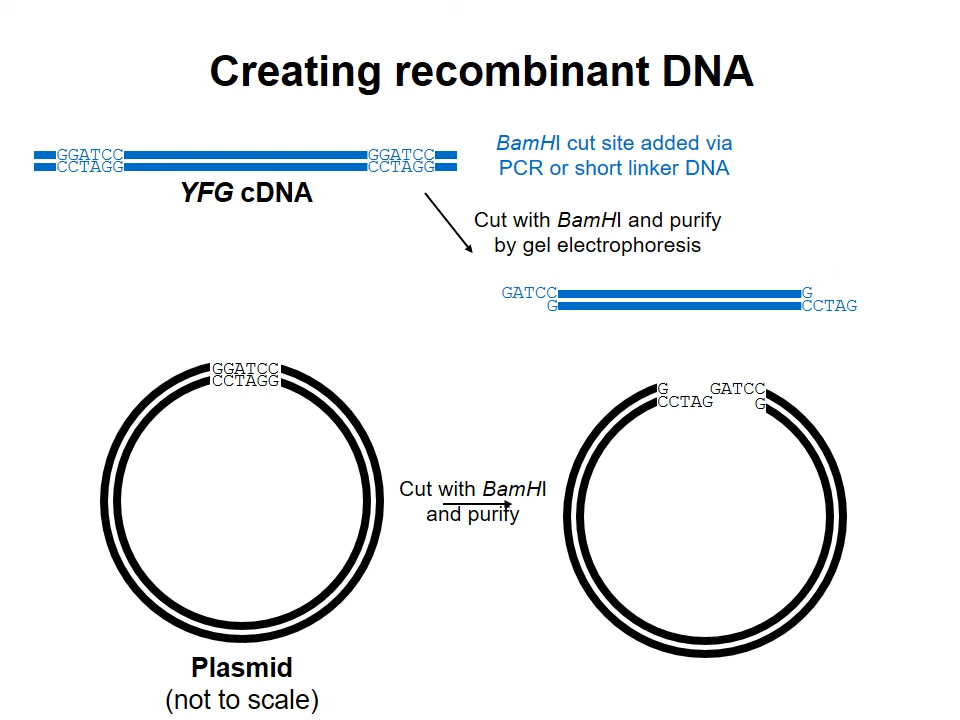 Creating recombinant DNA
GGATCC GGATCC
CCTAGG CCTAGG
YFG cDNA
BamHI cut site added via
PCR or short linker DNA
Cut with BamHI and purify
by gel electrophoresis
GATCC G
G CCTAG
GGATCC
CCTAGG
Cut with BamHI
and purify
G GATCC
CCTAG G
Plasmid
(not to scale)